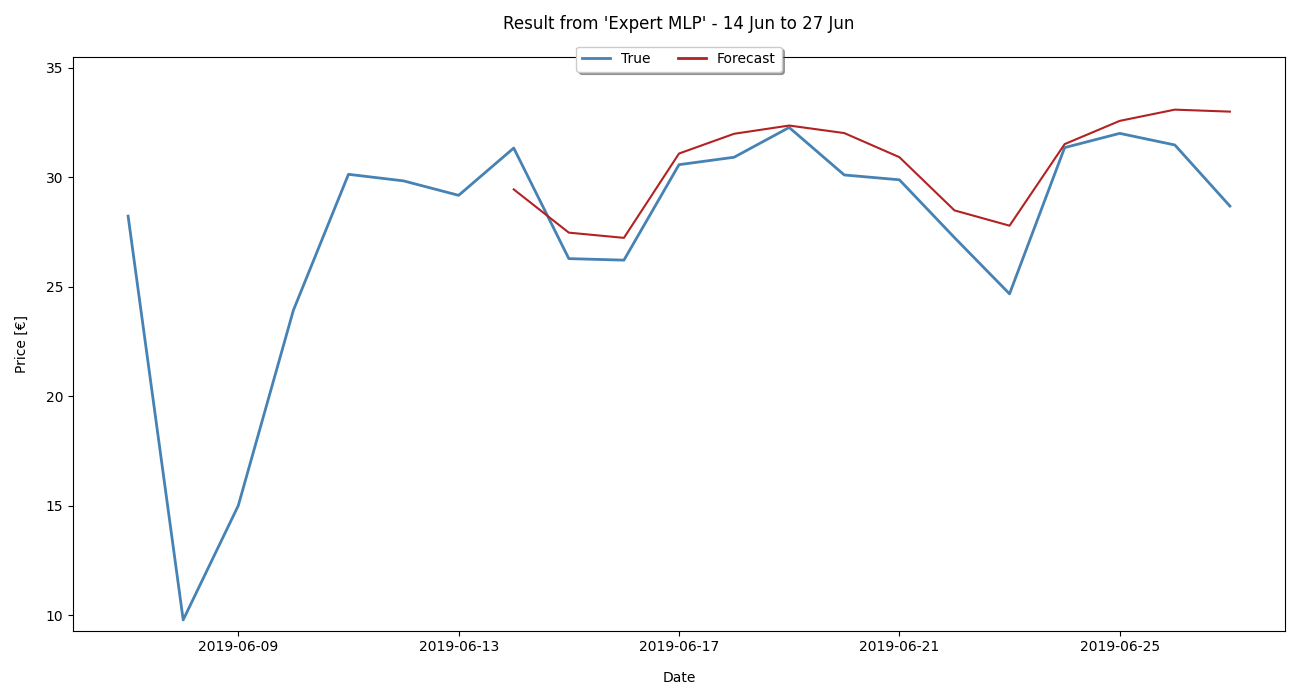 Result from 'Expert MLP' - 14 Jun to 27 Jun
True Forecast
35
30
25
20
15
10
Price [€]
2019-06-09 2019-06-13 2019-06-17 2019-06-21 2019-06-25
Date